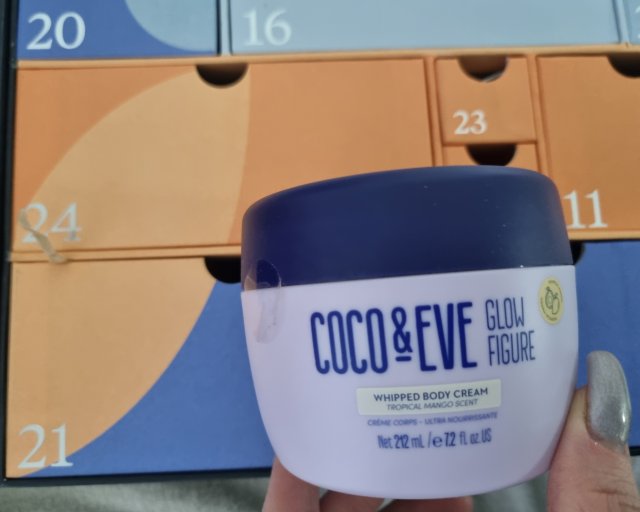 20
16
23
24
11
COCO & EVE
GLOW
FIGURE
WHIPPED BODY CREAM
TROPICAL MANGO SCENT
CRÈME CORPS - ULTRA NOURRISSANTE
Net 212 mL / e 7.2 fl. oz. US
21